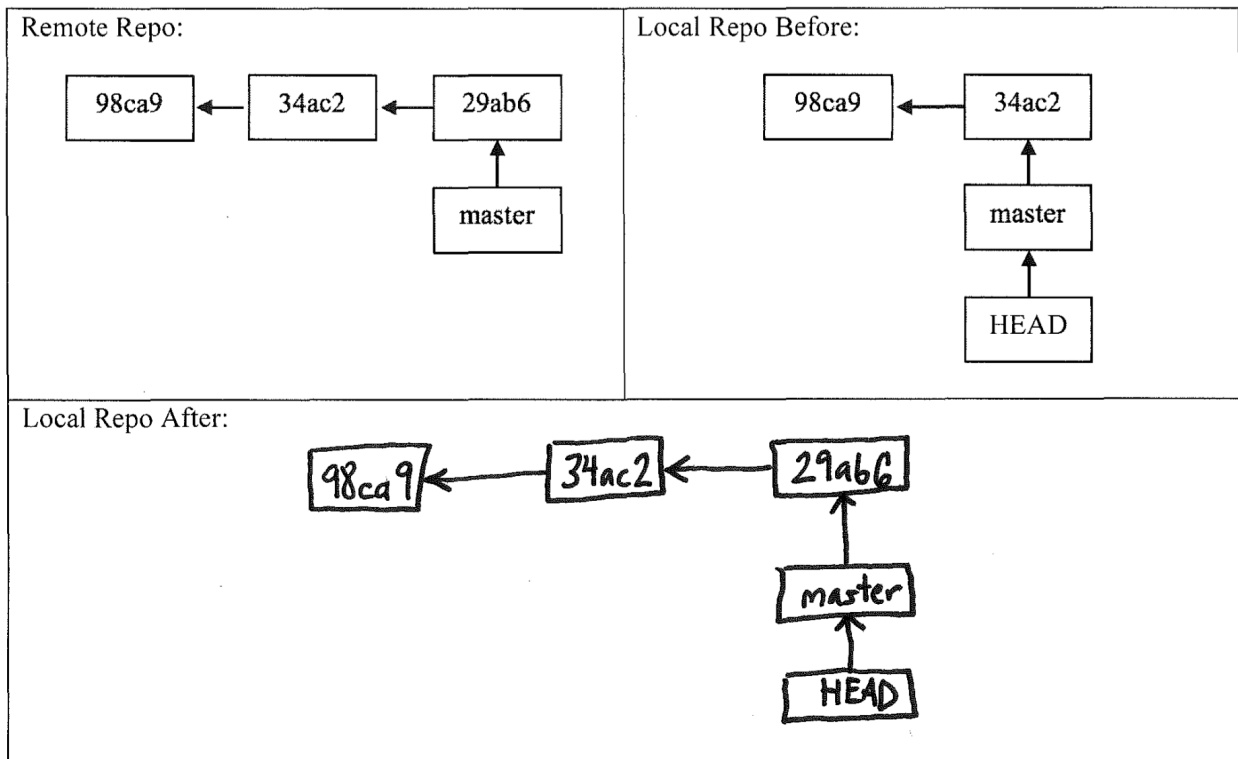 Remote Repo:
98ca9
34ac2
29ab6
master
Local Repo Before:
98ca9
34ac2
master
HEAD
Local Repo After:
98ca9
34ac2
29ab6
master
HEAD